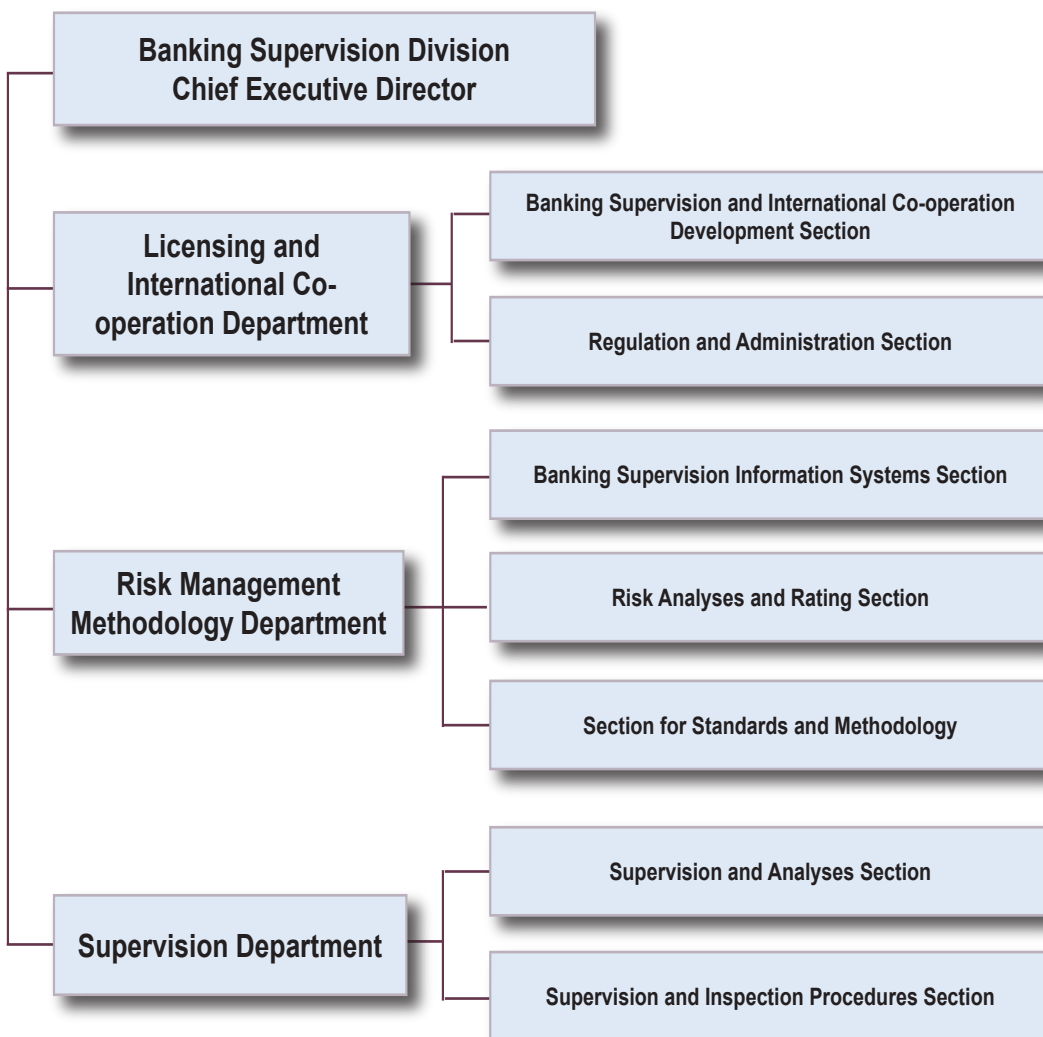 Banking Supervision Division
Chief Executive Director
Licensing and
International Co-
operation Department
Banking Supervision and International Co-operation
Development Section
Regulation and Administration Section
Risk Management
Methodology Department
Banking Supervision Information Systems Section
Risk Analyses and Rating Section
Section for Standards and Methodology
Supervision Department
Supervision and Analyses Section
Supervision and Inspection Procedures Section